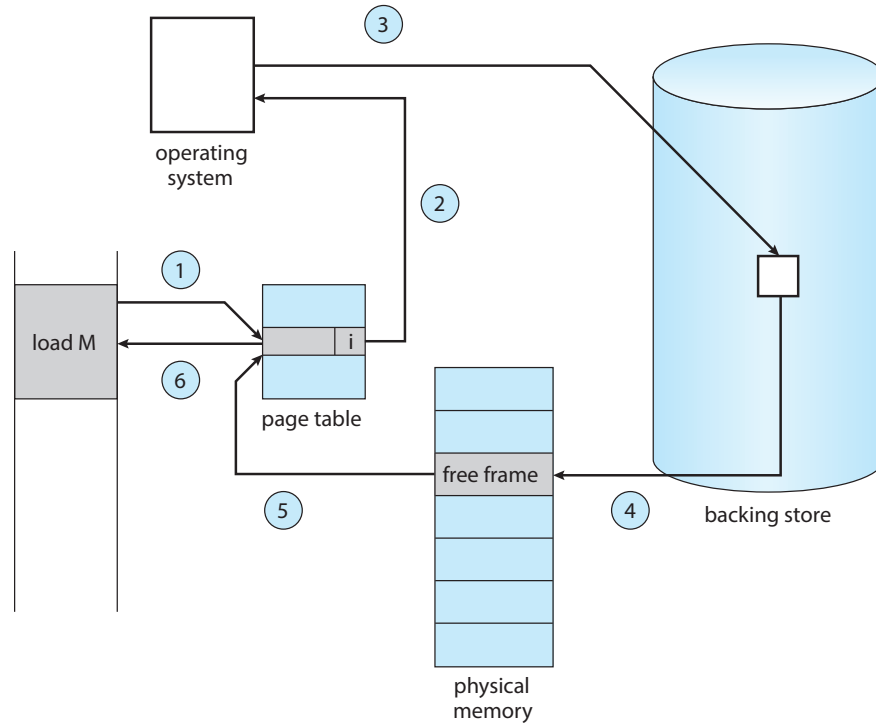 3
operating
system
2
1
load M
i
6
page table
free frame
5
4
backing store
physical
memory